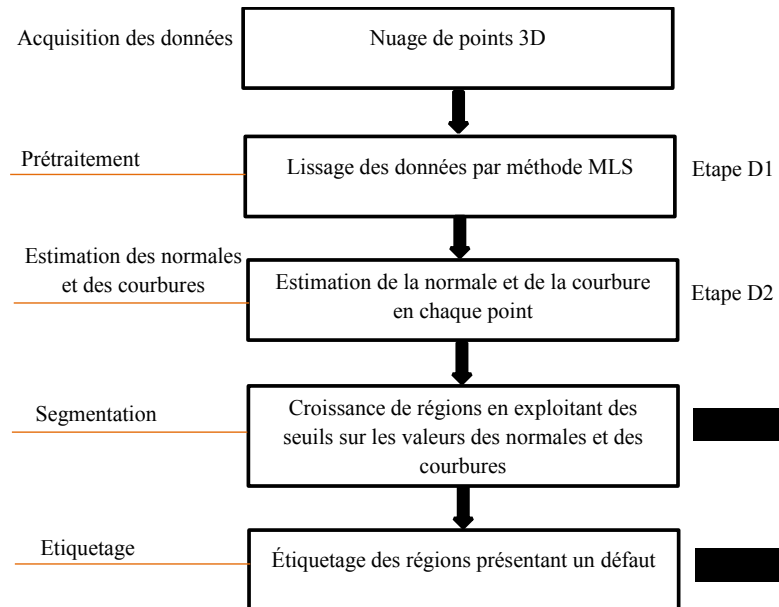 Acquisition des données
Nuage de points 3D
Prétraitement
Lissage des données par méthode MLS
Etape D1
Estimation des normales
et des courbures
Estimation de la normale et de la courbure
en chaque point
Etape D2
Segmentation
Croissance de régions en exploitant des
seuils sur les valeurs des normales et des
courbures
Etiquetage
Étiquetage des régions présentant un défaut